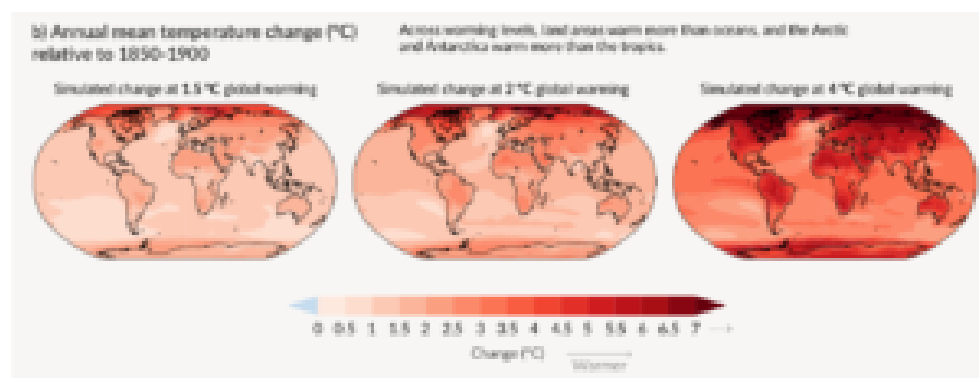 b) Annual mean temperature change (°C)
relative to 1850-1900
Across warming levels, land areas warm more than oceans, and the Arctic
and Antarctica warm more than the tropics.
Simulated change at 1.5 °C global warming
Simulated change at 2 °C global warming
Simulated change at 4 °C global warming
0 0.5 1 1.5 2 2.5 3 3.5 4 4.5 5 5.5 6 6.5 7
Change (°C)
Warmer